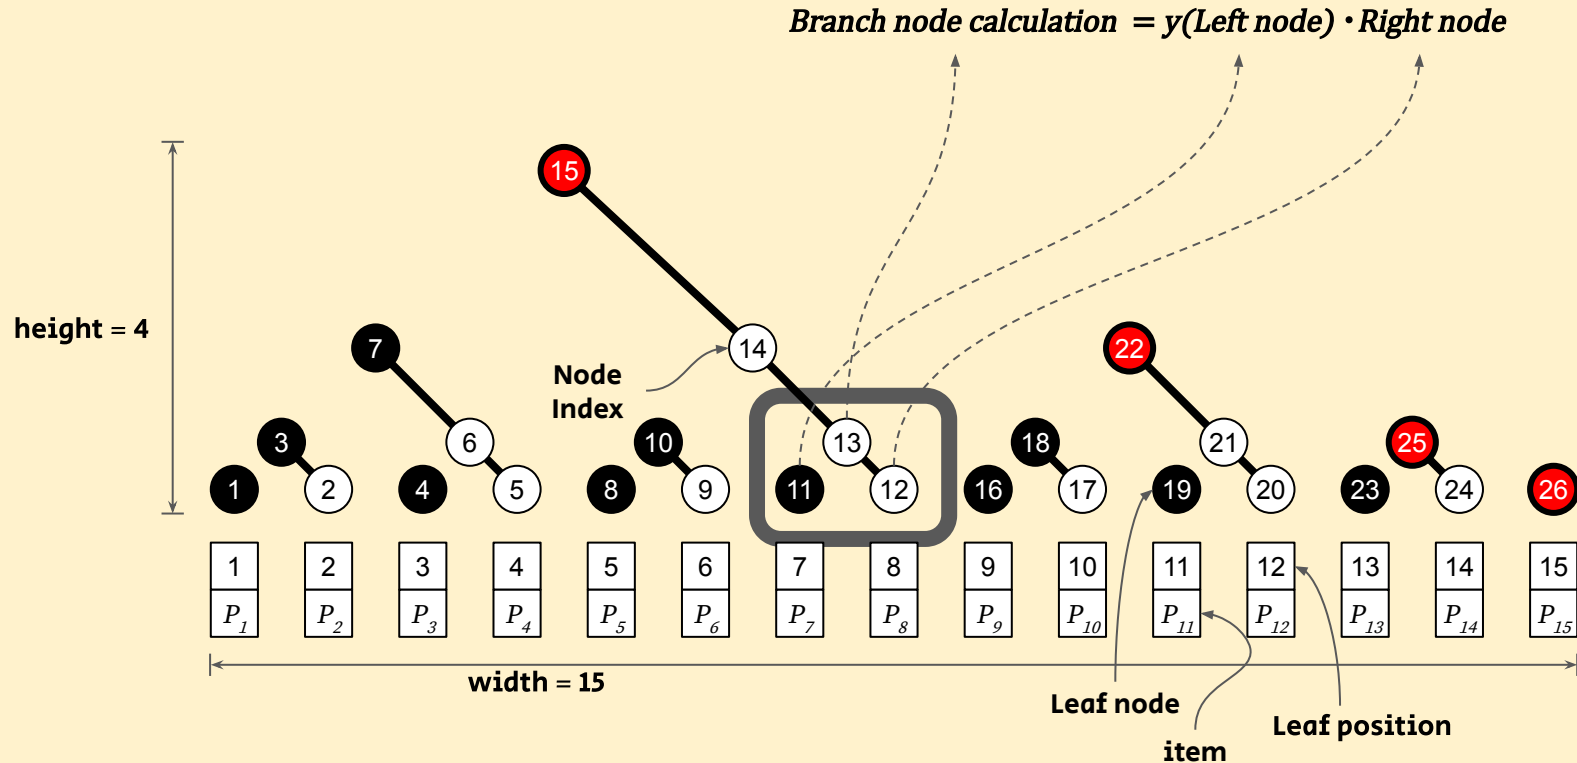 Branch node calculation = y(Left node) · Right node
15
height = 4
7
14
22
Node
Index
3
6
10
13
18
21
25
1
2
4
5
8
9
11
12
16
17
19
20
23
24
26
1 2 3 4 5 6 7 8 9 10 11 12 13 14 15
P1 P2 P3 P4 P5 P6 P7 P8 P9 P10 P11 P12 P13 P14 P15
width = 15
Leaf node
Leaf position
item